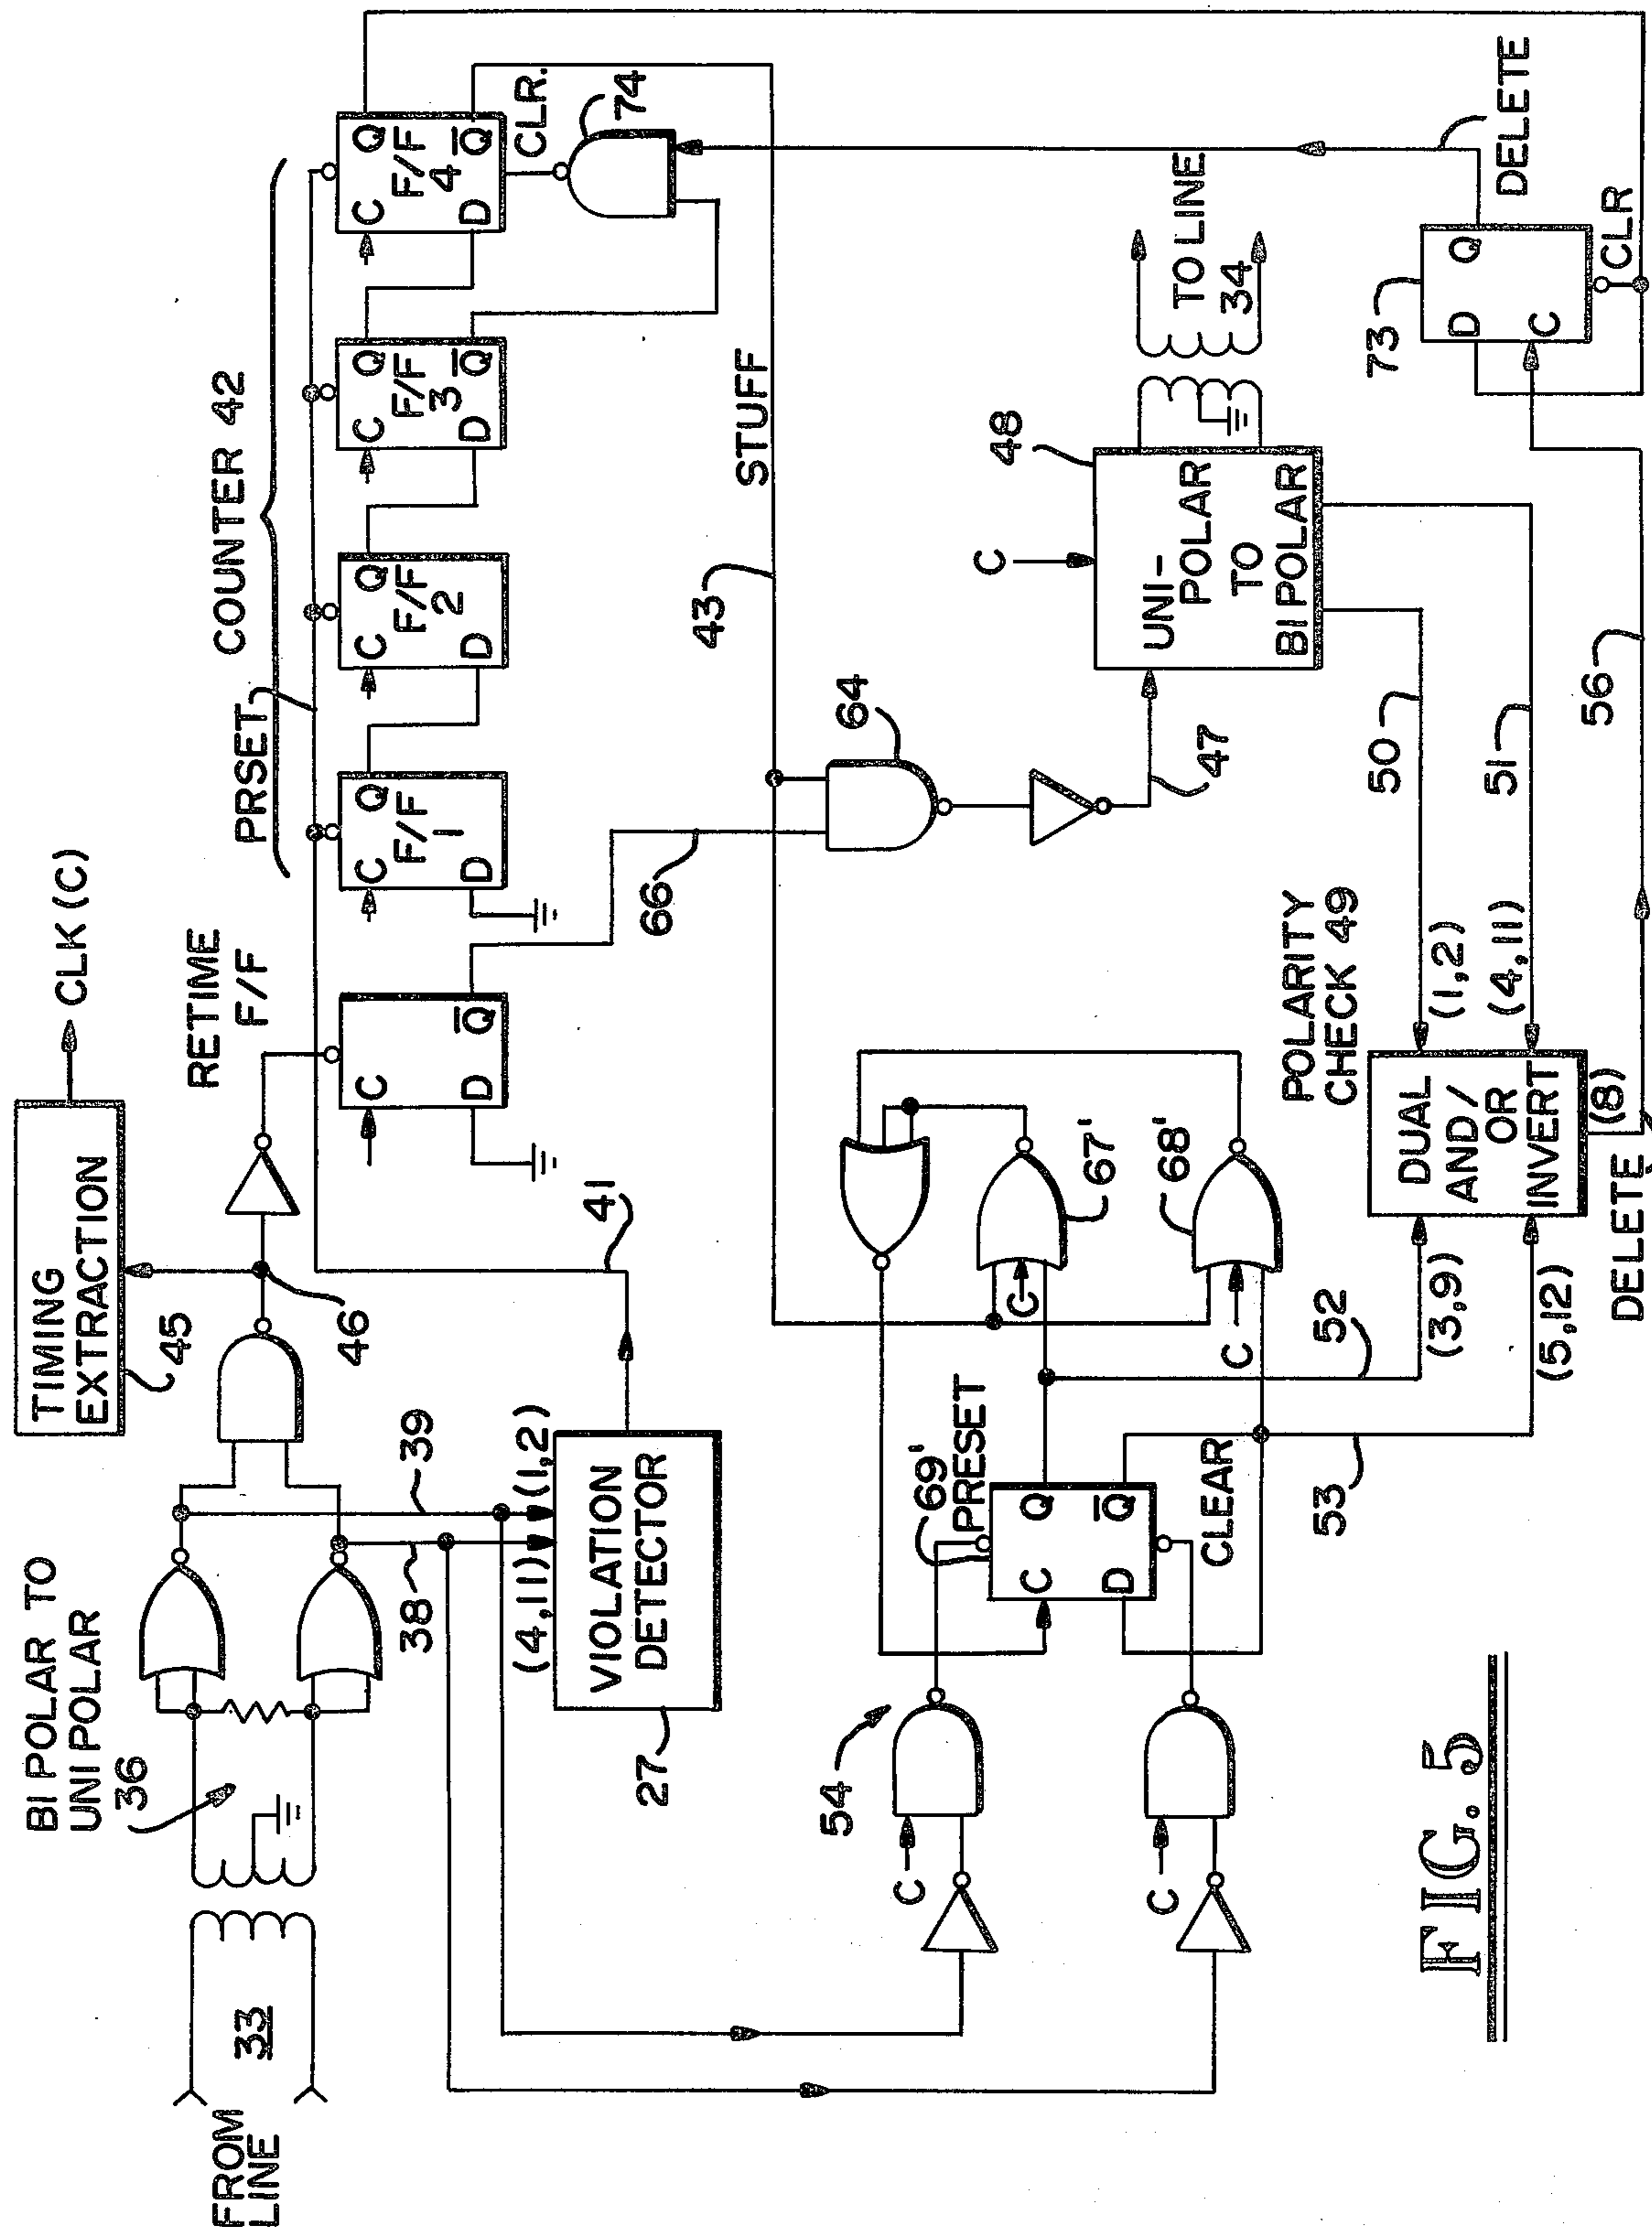 FROM
LINE
33
BI POLAR TO
UNI POLAR
36
TIMING
EXTRACTION
45
CLK (C)
46
RETIME
F/F
C
D
Q̅
PRSET
COUNTER 42
C
Q
F/F
1
D
C
Q
F/F
2
D
C
Q
F/F
3
D
Q̅
C
Q
F/F
4
D
Q̅
CLR.
74
38
39
(4,11)
(1,2)
VIOLATION
DETECTOR
27
41
66
43
STUFF
64
47
C
UNI-
POLAR
TO
BI POLAR
48
TO LINE
34
54
C
C
69'
PRESET
C
Q
D
Q̅
CLEAR
C
67'
C
68'
52
53
(3,9)
(5,12)
POLARITY
CHECK 49
DUAL
AND/
OR
INVERT
(1,2)
(4,11)
(8)
50
51
DELETE
56
73
D
Q
C
CLR
DELETE
FIG. 5